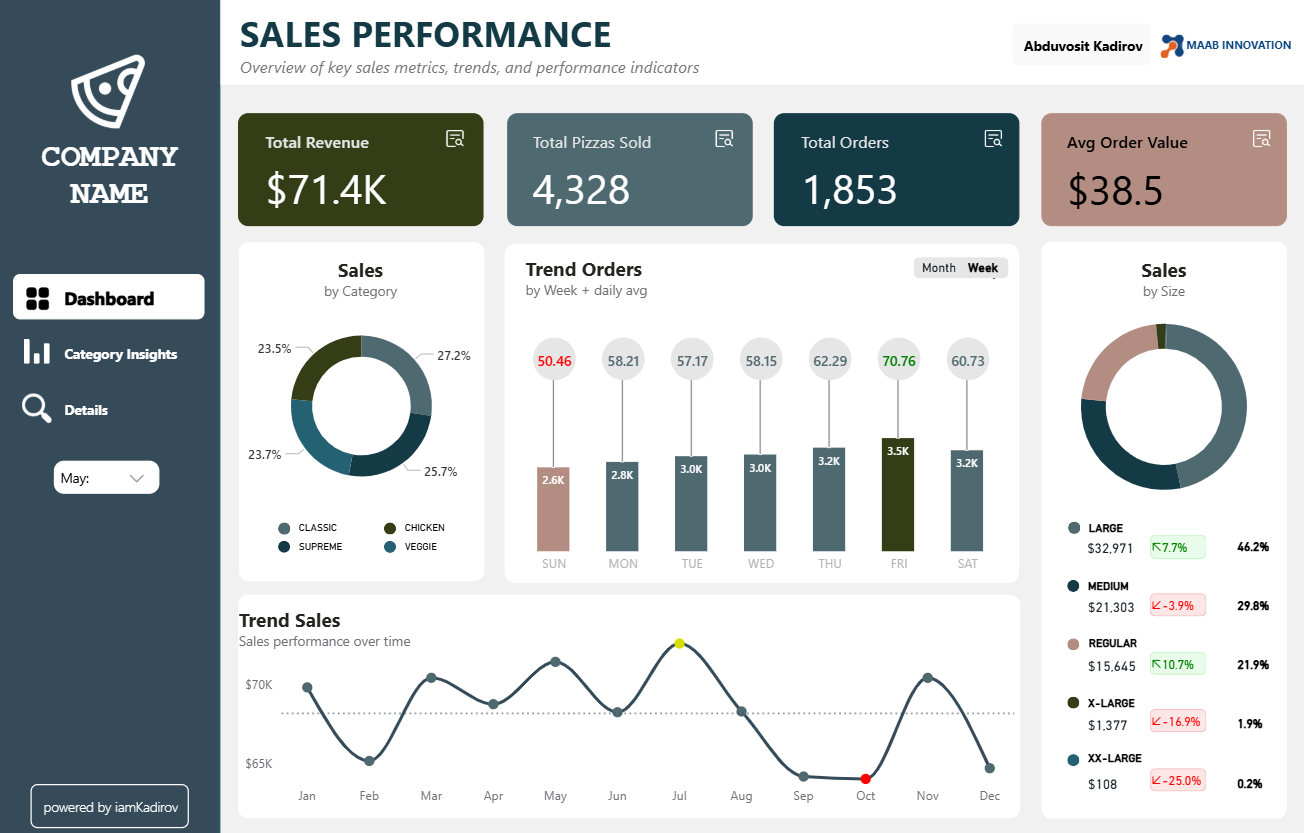 COMPANY
NAME
Dashboard
Category Insights
Details
May:
powered by iamKadirov
SALES PERFORMANCE
Overview of key sales metrics, trends, and performance indicators
Abduvosit Kadirov
MAAB INNOVATION
Total Revenue
$71.4K
Total Pizzas Sold
4,328
Total Orders
1,853
Avg Order Value
$38.5
Sales
by Category
23.5%
27.2%
23.7%
25.7%
CLASSIC
CHICKEN
SUPREME
VEGGIE
Trend Orders
by Week + daily avg
Month
Week
50.46
58.21
57.17
58.15
62.29
70.76
60.73
2.6K
2.8K
3.0K
3.0K
3.2K
3.5K
3.2K
SUN
MON
TUE
WED
THU
FRI
SAT
Trend Sales
Sales performance over time
$70K
$65K
Jan
Feb
Mar
Apr
May
Jun
Jul
Aug
Sep
Oct
Nov
Dec
Sales
by Size
LARGE
$32,971
7.7%
46.2%
MEDIUM
$21,303
-3.9%
29.8%
REGULAR
$15,645
10.7%
21.9%
X-LARGE
$1,377
-16.9%
1.9%
XX-LARGE
$108
-25.0%
0.2%